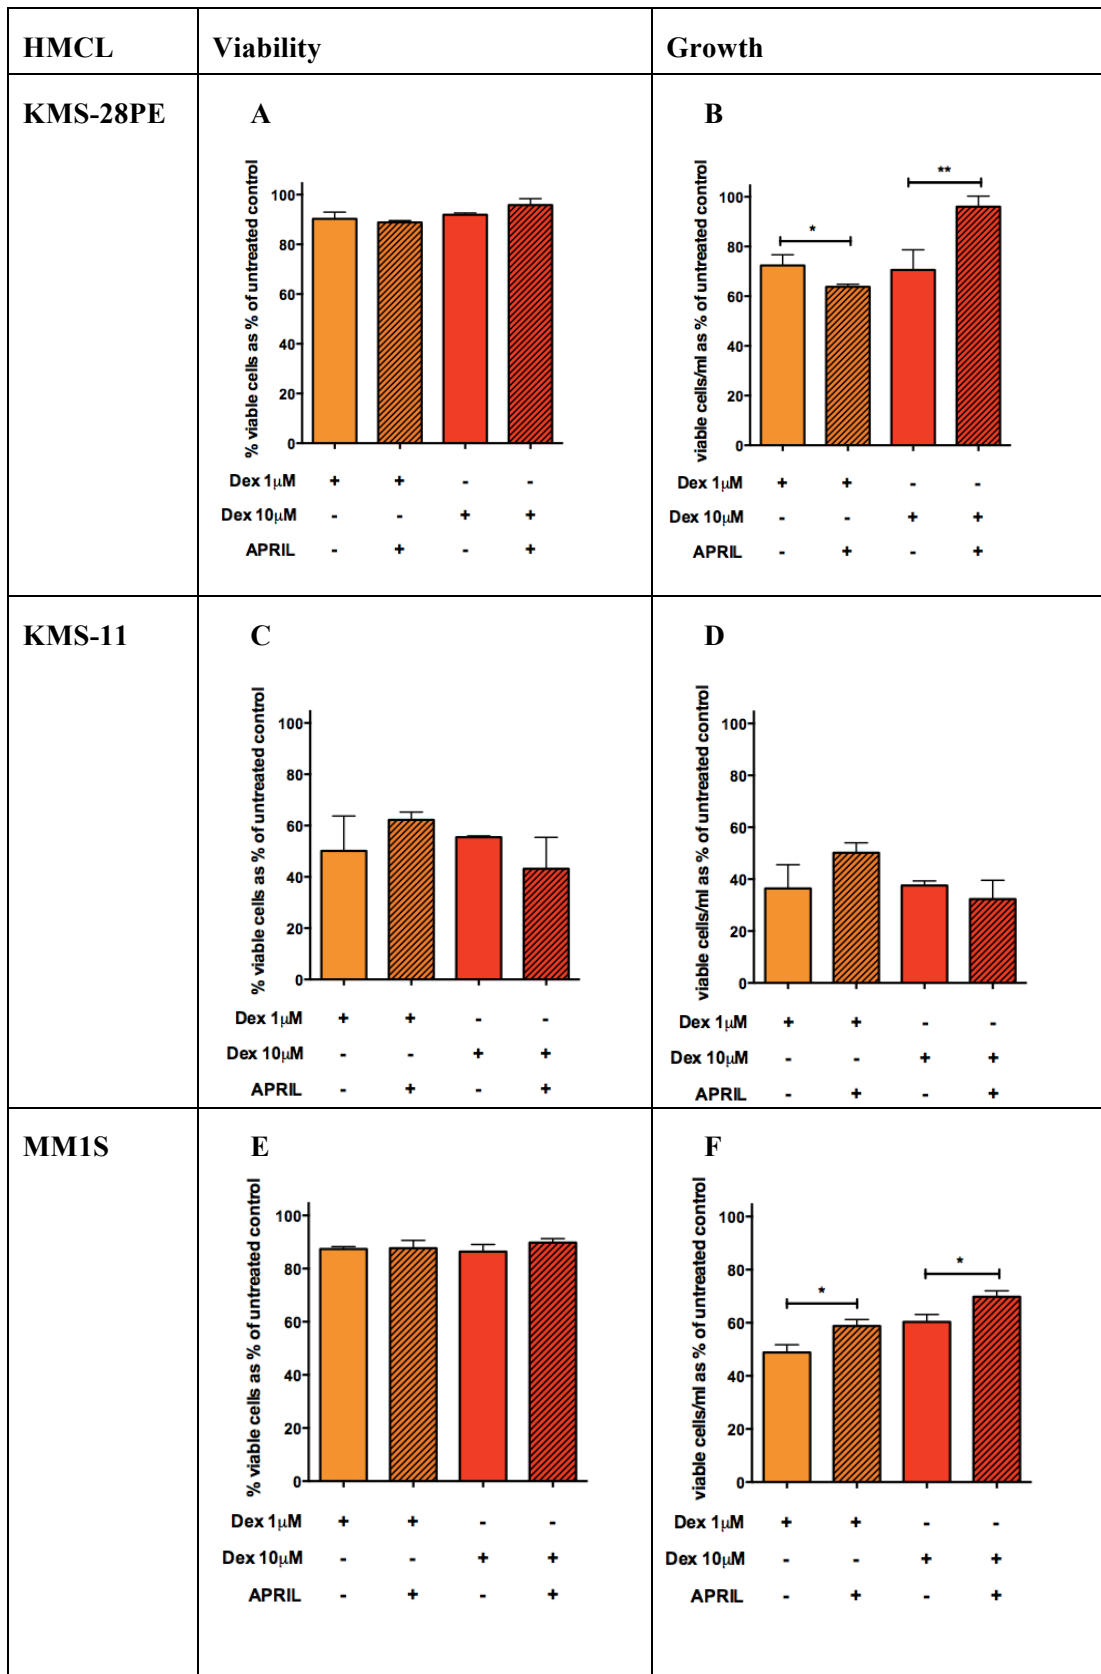 HMCL Viability Growth
KMS-28PE
A
% viable cells as % of untreated control
100
80
60
40
20
0
Dex 1μM + + - -
Dex 10μM - - + +
APRIL - + - +
B
viable cells/ml as % of untreated control
100
80
60
40
20
0
*
**
Dex 1μM + + - -
Dex 10μM - - + +
APRIL - + - +
KMS-11
C
% viable cells as % of untreated control
100
80
60
40
20
0
Dex 1μM + + - -
Dex 10μM - - + +
APRIL - + - +
D
viable cells/ml as % of untreated control
100
80
60
40
20
0
Dex 1μM + + - -
Dex 10μM - - + +
APRIL - + - +
MM1S
E
% viable cells as % of untreated control
100
80
60
40
20
0
Dex 1μM + + - -
Dex 10μM - - + +
APRIL - + - +
F
viable cells/ml as % of untreated control
100
80
60
40
20
0
*
*
Dex 1μM + + - -
Dex 10μM - - + +
APRIL - + - +